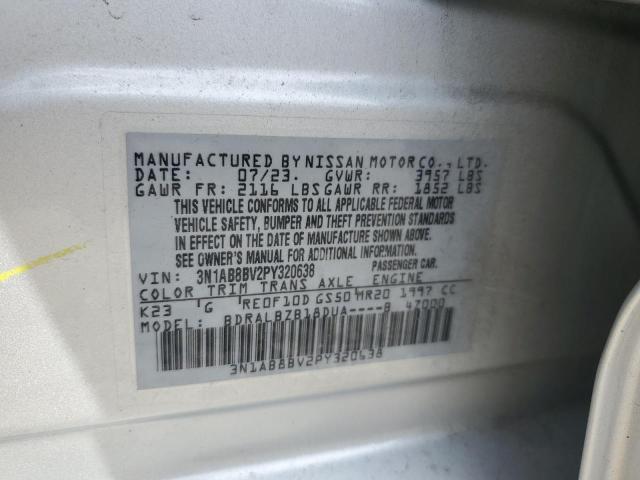 MANUFACTURED BY NISSAN MOTOR CO., LTD.
DATE: 07/23. GVWR: 3957 LBS
GAWR FR: 2116 LBS GAWR RR: 1852 LBS
THIS VEHICLE CONFORMS TO ALL APPLICABLE FEDERAL MOTOR
VEHICLE SAFETY, BUMPER AND THEFT PREVENTION STANDARDS
IN EFFECT ON THE DATE OF MANUFACTURE SHOWN ABOVE.
SEE OWNER'S MANUAL FOR ADDITIONAL INFORMATION.
VIN: 3N1AB8BV2PY320638 PASSENGER CAR.
COLOR TRIM TRANS AXLE ENGINE
K23 G RE0F10D GS50 MR20 1997 CC
MODEL: BDRALBZB18DUA----B 47000
3N1AB8BV2PY320638